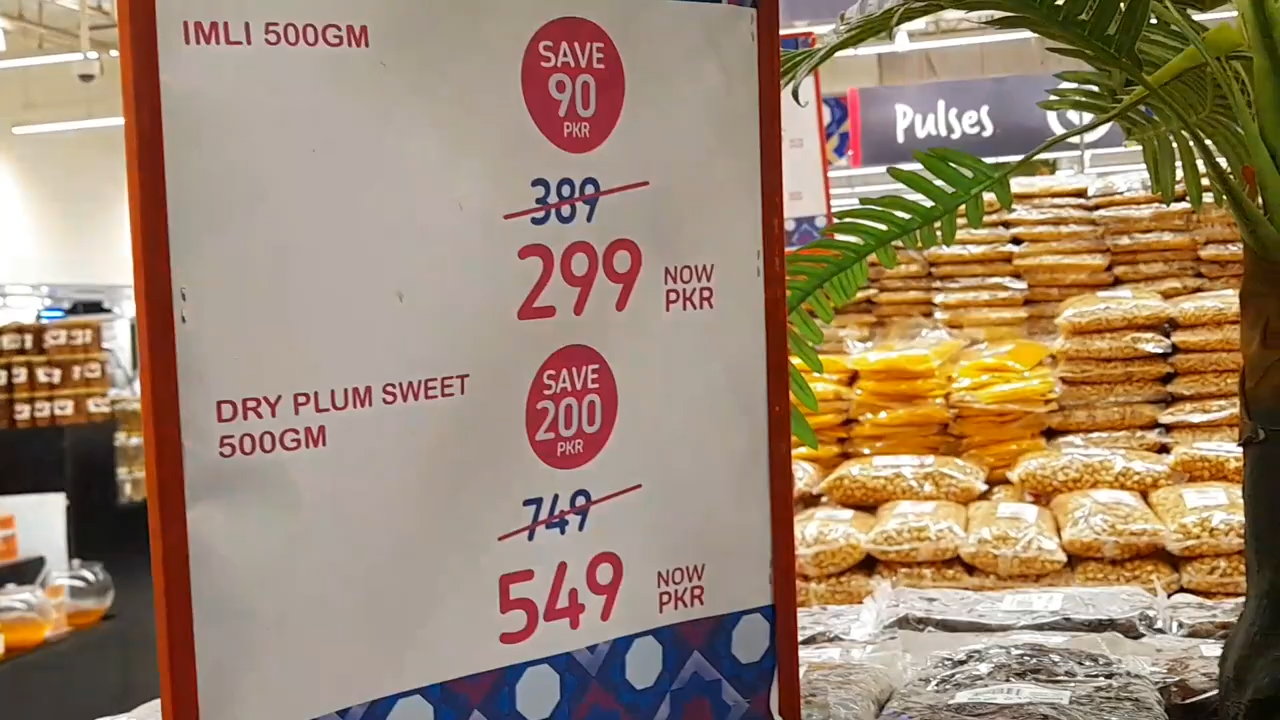 IMLI 500GM
SAVE
90
PKR
389
299
NOW
PKR
DRY PLUM SWEET
500GM
SAVE
200
PKR
749
549
NOW
PKR
Pulses